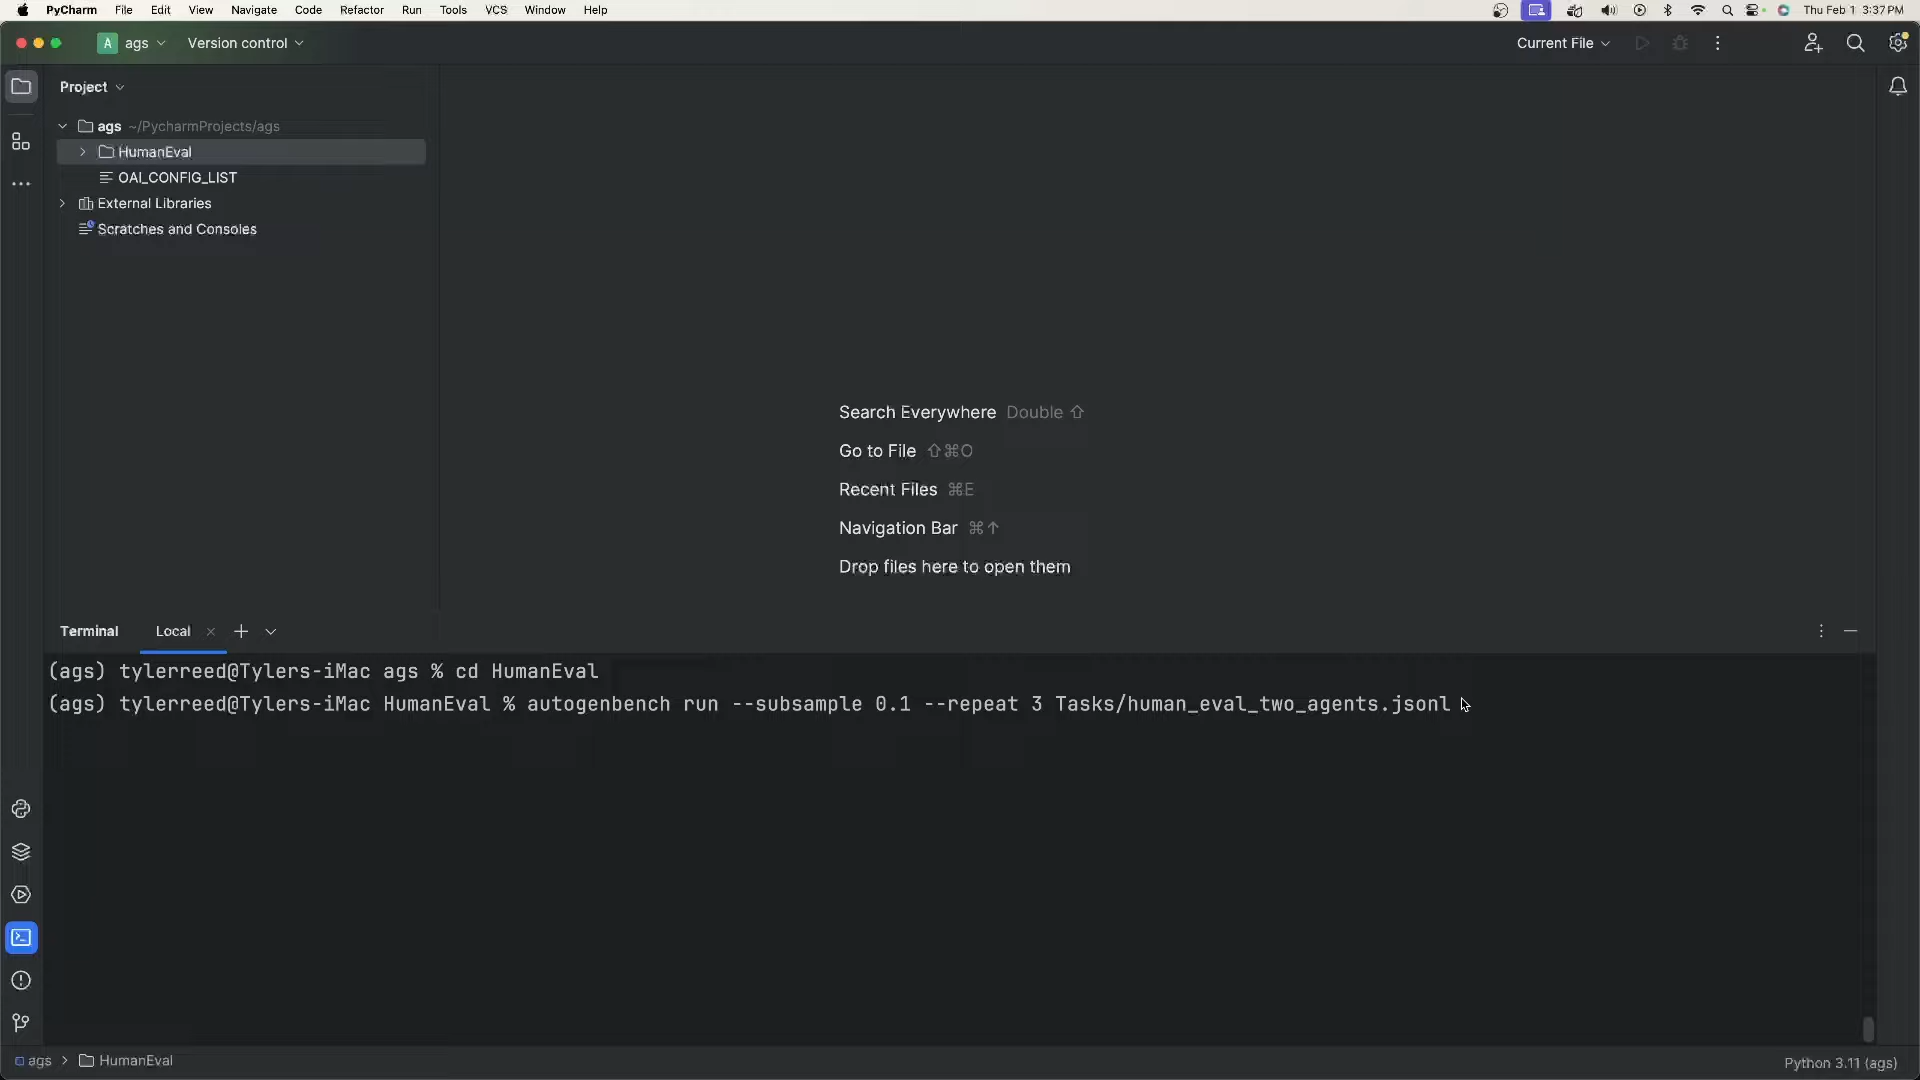 PyCharm File Edit View Navigate Code Refactor Run Tools VCS Window Help Thu Feb 1 3:37 PM
A ags Version control Current File
Project
ags ~/PycharmProjects/ags
HumanEval
OAI_CONFIG_LIST
External Libraries
Scratches and Consoles
Search Everywhere Double ⇧
Go to File ⇧⌘O
Recent Files ⌘E
Navigation Bar ⌘↑
Drop files here to open them
Terminal Local
(ags) tylerreed@Tylers-iMac ags % cd HumanEval
(ags) tylerreed@Tylers-iMac HumanEval % autogenbench run --subsample 0.1 --repeat 3 Tasks/human_eval_two_agents.jsonl
ags > HumanEval Python 3.11 (ags)